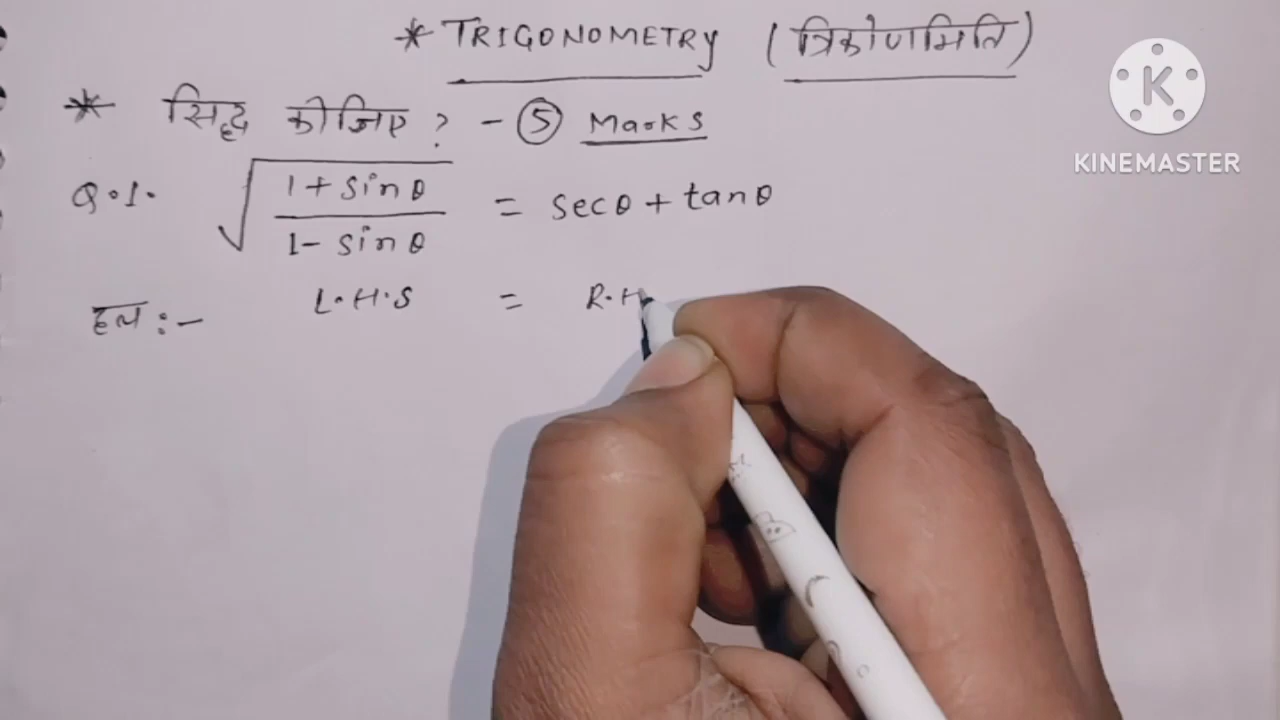 * TRIGONOMETRY (त्रिकोणमिति)
* सिद्ध कीजिए? - ⑤ Marks
Q.1. √(1+sinθ / 1-sinθ) = secθ + tanθ
हल:- L.H.S = R.H
K
KINEMASTER